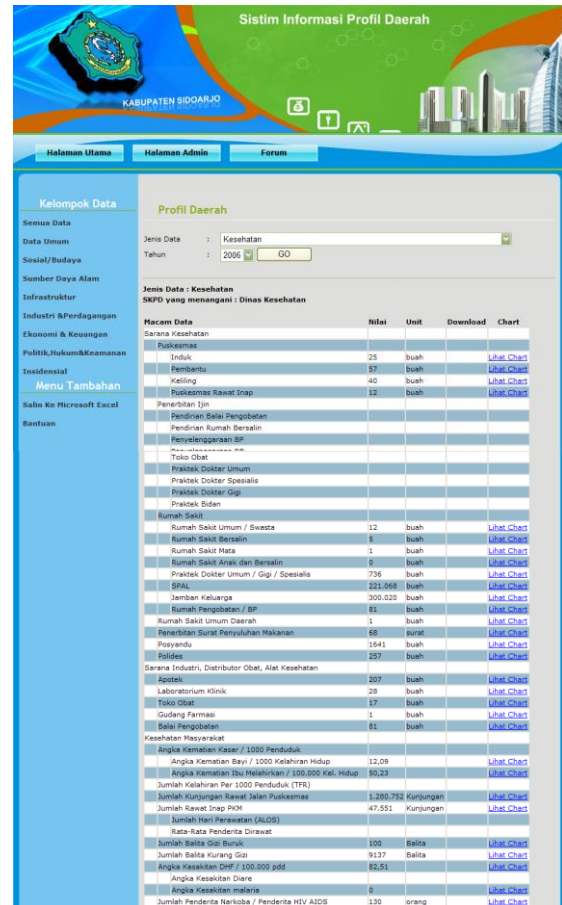 Sistim Informasi Profil Daerah
KABUPATEN SIDOARJO
Halaman Utama Halaman Admin Forum
Kelompok Data
Semua Data
Data Umum
Sosial/Budaya
Sumber Daya Alam
Infrastruktur
Industri &Perdagangan
Ekonomi & Keuangan
Politik,Hukum&Keamanan
Insidensial
Menu Tambahan
Salin Ke Microsoft Excel
Bantuan
Profil Daerah
Jenis Data : Kesehatan
Tahun : 2006 GO
Jenis Data : Kesehatan
SKPD yang menangani : Dinas Kesehatan
Macam Data Nilai Unit Download Chart
Sarana Kesehatan
Puskesmas
Induk 25 buah Lihat Chart
Pembantu 57 buah Lihat Chart
Keliling 40 buah Lihat Chart
Puskesmas Rawat Inap 12 buah Lihat Chart
Penerbitan Ijin
Pendirian Balai Pengobatan
Pendirian Rumah Bersalin
Penyelenggaraan BP
Toko Obat
Praktek Dokter Umum
Praktek Dokter Spesialis
Praktek Dokter Gigi
Praktek Bidan
Rumah Sakit
Rumah Sakit Umum / Swasta 12 buah Lihat Chart
Rumah Sakit Bersalin 5 buah Lihat Chart
Rumah Sakit Mata 1 buah Lihat Chart
Rumah Sakit Anak dan Bersalin 0 buah Lihat Chart
Praktek Dokter Umum / Gigi / Spesialis 736 buah Lihat Chart
SPAL 221.068 buah Lihat Chart
Jamban Keluarga 300.020 buah Lihat Chart
Rumah Pengobatan / BP 81 buah Lihat Chart
Rumah Sakit Umum Daerah 1 buah Lihat Chart
Penerbitan Surat Penyuluhan Makanan 68 surat Lihat Chart
Posyandu 1641 buah Lihat Chart
Polides 257 buah Lihat Chart
Sarana Industri, Distributor Obat, Alat Kesehatan
Apotek 207 buah Lihat Chart
Laboratorium Klinik 28 buah Lihat Chart
Toko Obat 17 buah Lihat Chart
Gudang Farmasi 1 buah Lihat Chart
Balai Pengobatan 81 buah Lihat Chart
Kesehatan Masyarakat
Angka Kematian Kasar / 1000 Penduduk
Angka Kematian Bayi / 1000 Kelahiran Hidup 12,09 Lihat Chart
Angka Kematian Ibu Melahirkan / 100.000 Kel. Hidup 50,23 Lihat Chart
Jumlah Kelahiran Per 1000 Penduduk (TFR)
Jumlah Kunjungan Rawat Jalan Puskesmas 1.280.752 Kunjungan Lihat Chart
Jumlah Rawat Inap PKM 47.551 Kunjungan Lihat Chart
Jumlah Hari Perawatan (ALOS)
Rata-Rata Penderita Dirawat
Jumlah Balita Gizi Buruk 100 Balita Lihat Chart
Jumlah Balita Kurang Gizi 9137 Balita Lihat Chart
Angka Kesakitan DHF / 100.000 pdd 82,51 Lihat Chart
Angka Kesakitan Diare
Angka Kesakitan malaria 0 Lihat Chart
Jumlah Penderita Narkoba / Penderita HIV AIDS 130 orang Lihat Chart